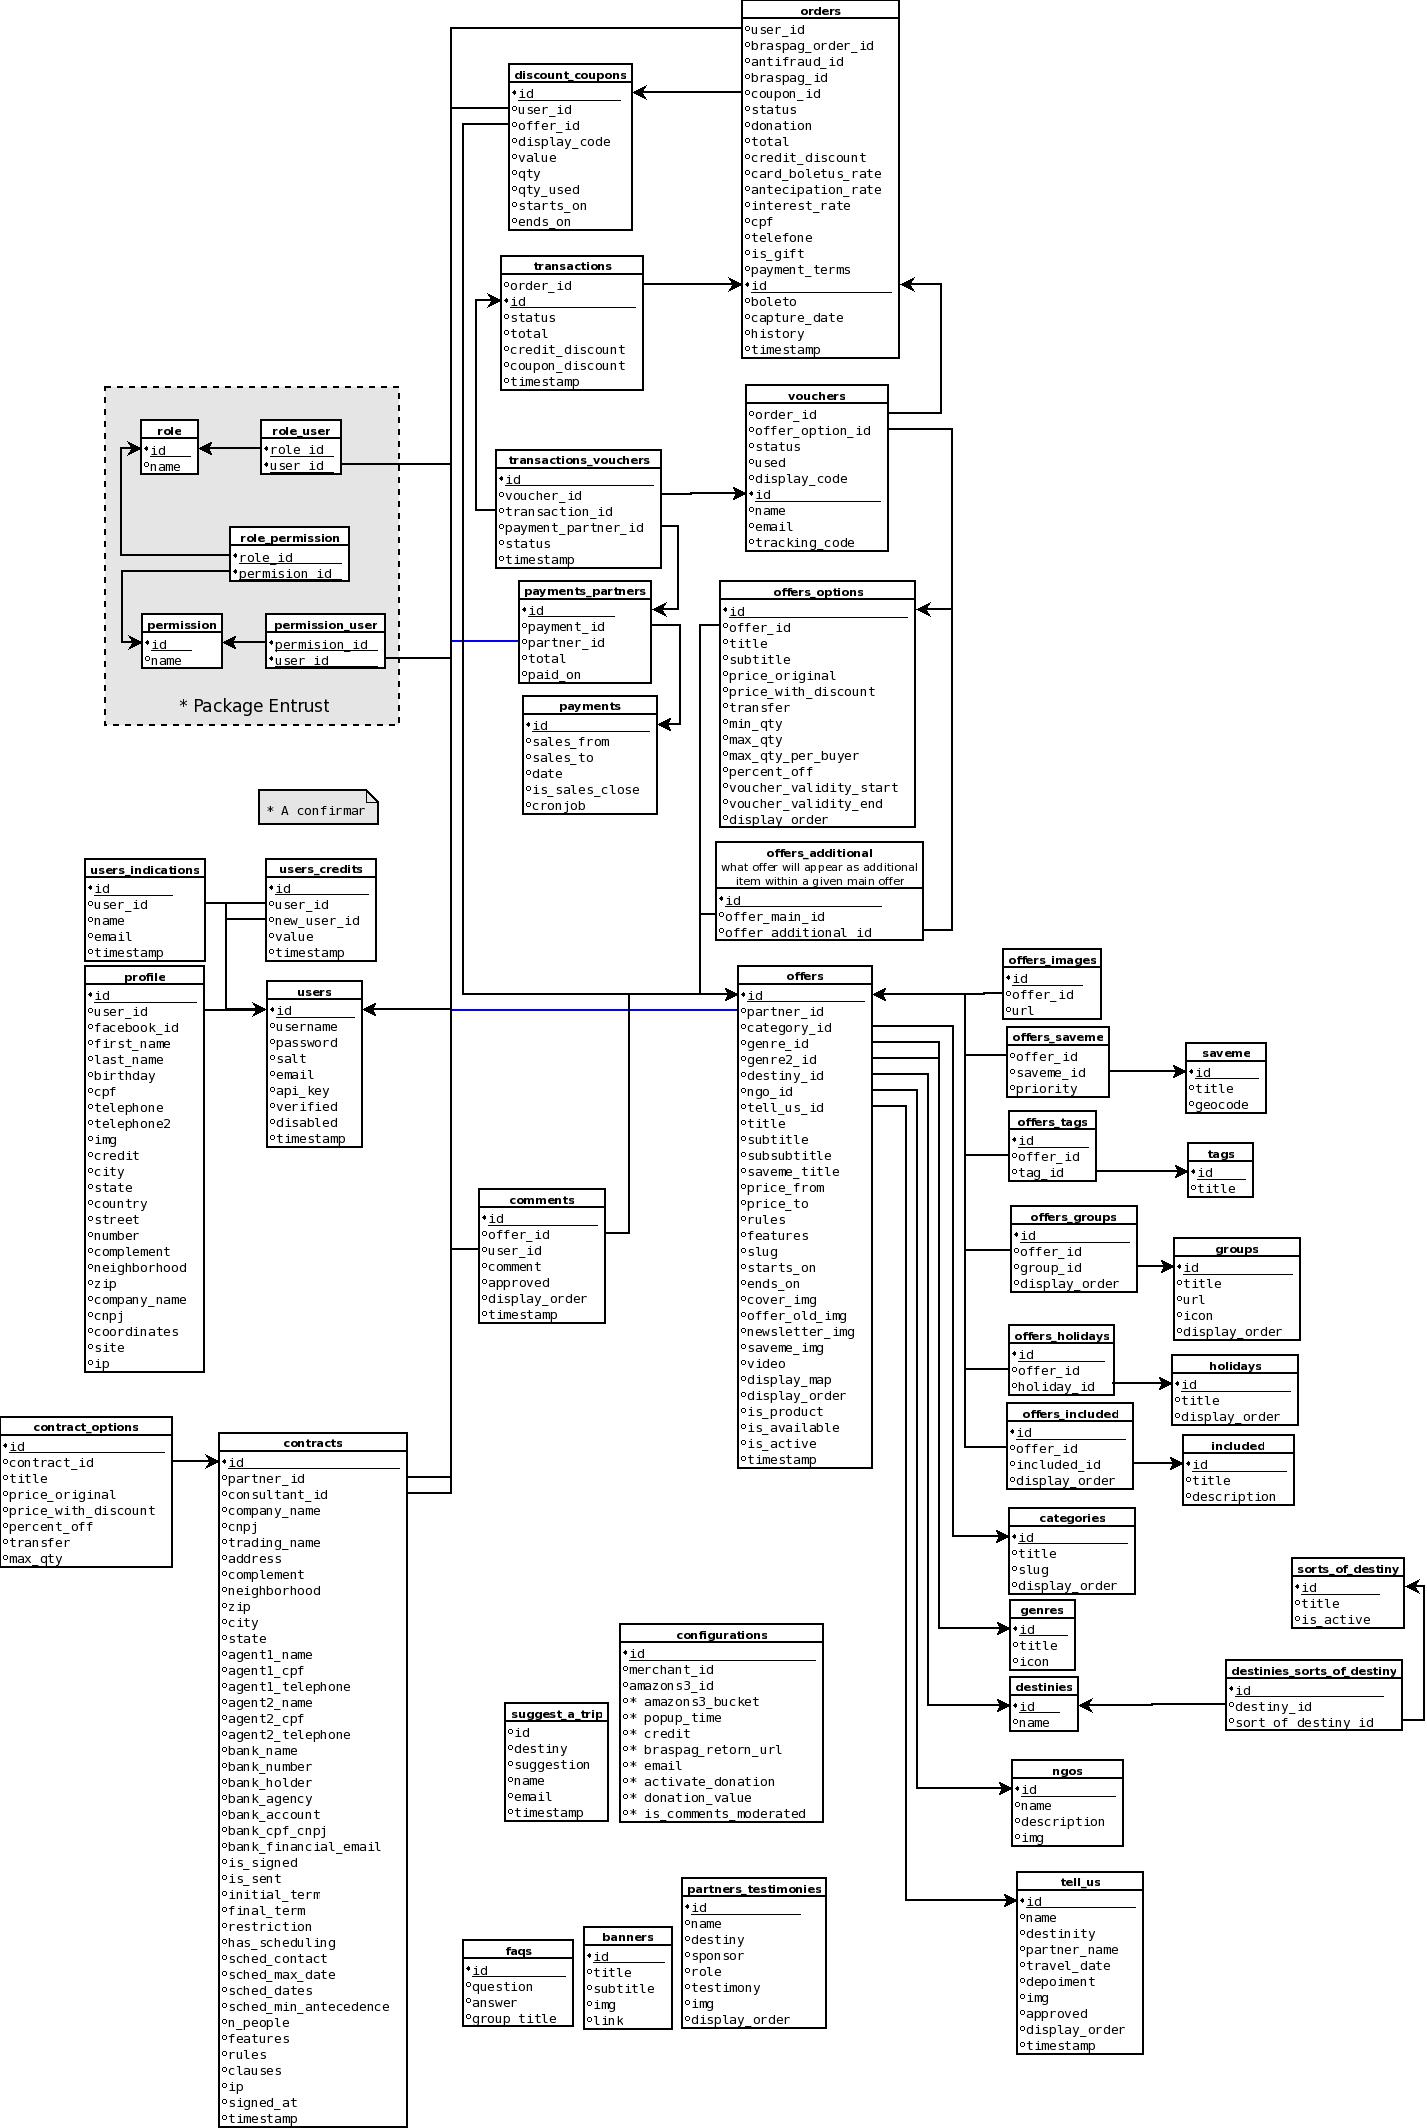 orders
user_id
braspag_order_id
antifraud_id
braspag_id
coupon_id
status
donation
total
credit_discount
card_boletus_rate
antecipation_rate
interest_rate
cpf
telefone
is_gift
payment_terms
id
boleto
capture_date
history
timestamp
discount_coupons
id
user_id
offer_id
display_code
value
qty
qty_used
starts_on
ends_on
transactions
order_id
id
status
total
credit_discount
coupon_discount
timestamp
vouchers
order_id
offer_option_id
status
used
display_code
id
name
email
tracking_code
role
id
name
role_user
role_id
user_id
role_permission
role_id
permision_id
permission
id
name
permission_user
permision_id
user_id
* Package Entrust
transactions_vouchers
id
voucher_id
transaction_id
payment_partner_id
status
timestamp
payments_partners
id
payment_id
partner_id
total
paid_on
payments
id
sales_from
sales_to
date
is_sales_close
cronjob
offers_options
id
offer_id
title
subtitle
price_original
price_with_discount
transfer
min_qty
max_qty
max_qty_per_buyer
percent_off
voucher_validity_start
voucher_validity_end
display_order
* A confirmar
offers_additional
what offer will appear as additional
item within a given main offer
id
offer_main_id
offer_additional_id
users_indications
id
user_id
name
email
timestamp
users_credits
id
user_id
new_user_id
value
timestamp
profile
id
user_id
facebook_id
first_name
last_name
birthday
cpf
telephone
telephone2
img
credit
city
state
country
street
number
complement
neighborhood
zip
company_name
cnpj
coordinates
site
ip
users
id
username
password
salt
email
api_key
verified
disabled
timestamp
offers
id
partner_id
category_id
genre_id
genre2_id
destiny_id
ngo_id
tell_us_id
title
subtitle
subsubtitle
saveme_title
price_from
price_to
rules
features
slug
starts_on
ends_on
cover_img
offer_old_img
newsletter_img
saveme_img
video
display_map
display_order
is_product
is_available
is_active
timestamp
offers_images
id
offer_id
url
offers_saveme
offer_id
saveme_id
priority
saveme
id
title
geocode
offers_tags
id
offer_id
tag_id
tags
id
title
comments
id
offer_id
user_id
comment
approved
display_order
timestamp
offers_groups
id
offer_id
group_id
display_order
groups
id
title
url
icon
display_order
offers_holidays
id
offer_id
holiday_id
holidays
id
title
display_order
offers_included
id
offer_id
included_id
display_order
included
id
title
description
contract_options
id
contract_id
title
price_original
price_with_discount
percent_off
transfer
max_qty
contracts
id
partner_id
consultant_id
company_name
cnpj
trading_name
address
complement
neighborhood
zip
city
state
agent1_name
agent1_cpf
agent1_telephone
agent2_name
agent2_cpf
agent2_telephone
bank_name
bank_number
bank_holder
bank_agency
bank_account
bank_cpf_cnpj
bank_financial_email
is_signed
is_sent
initial_term
final_term
restriction
has_scheduling
sched_contact
sched_max_date
sched_dates
sched_min_antecedence
n_people
features
rules
clauses
ip
signed_at
timestamp
categories
id
title
slug
display_order
genres
id
title
icon
sorts_of_destiny
id
title
is_active
destinies
id
name
destinies_sorts_of_destiny
id
destiny_id
sort_of_destiny_id
configurations
id
merchant_id
amazons3_id
* amazons3_bucket
* popup_time
* credit
* braspag_retorn_url
* email
* activate_donation
* donation_value
* is_comments_moderated
suggest_a_trip
id
destiny
suggestion
name
email
timestamp
ngos
id
name
description
img
tell_us
id
name
destinity
partner_name
travel_date
depoiment
img
approved
display_order
timestamp
partners_testimonies
id
name
destiny
sponsor
role
testimony
img
display_order
banners
id
title
subtitle
img
link
faqs
id
question
answer
group_title